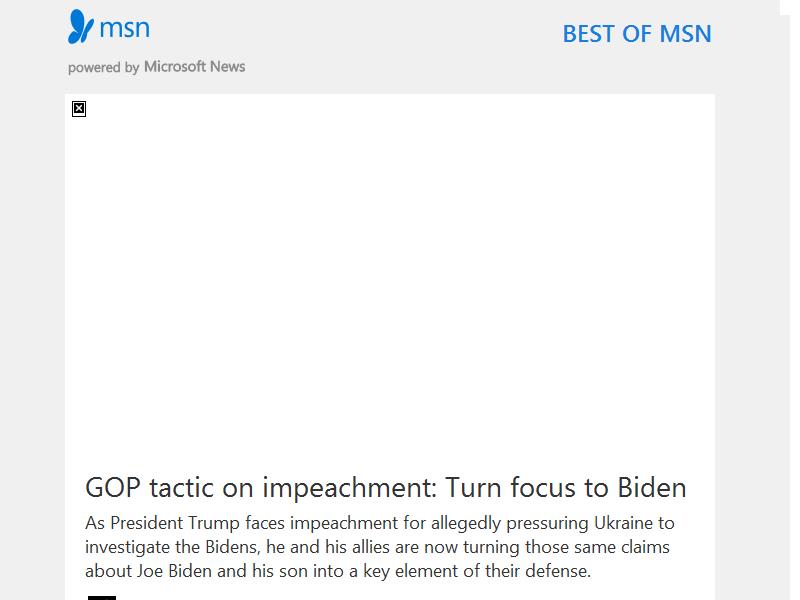 msn
BEST OF MSN
powered by Microsoft News
GOP tactic on impeachment: Turn focus to Biden
As President Trump faces impeachment for allegedly pressuring Ukraine to
investigate the Bidens, he and his allies are now turning those same claims
about Joe Biden and his son into a key element of their defense.